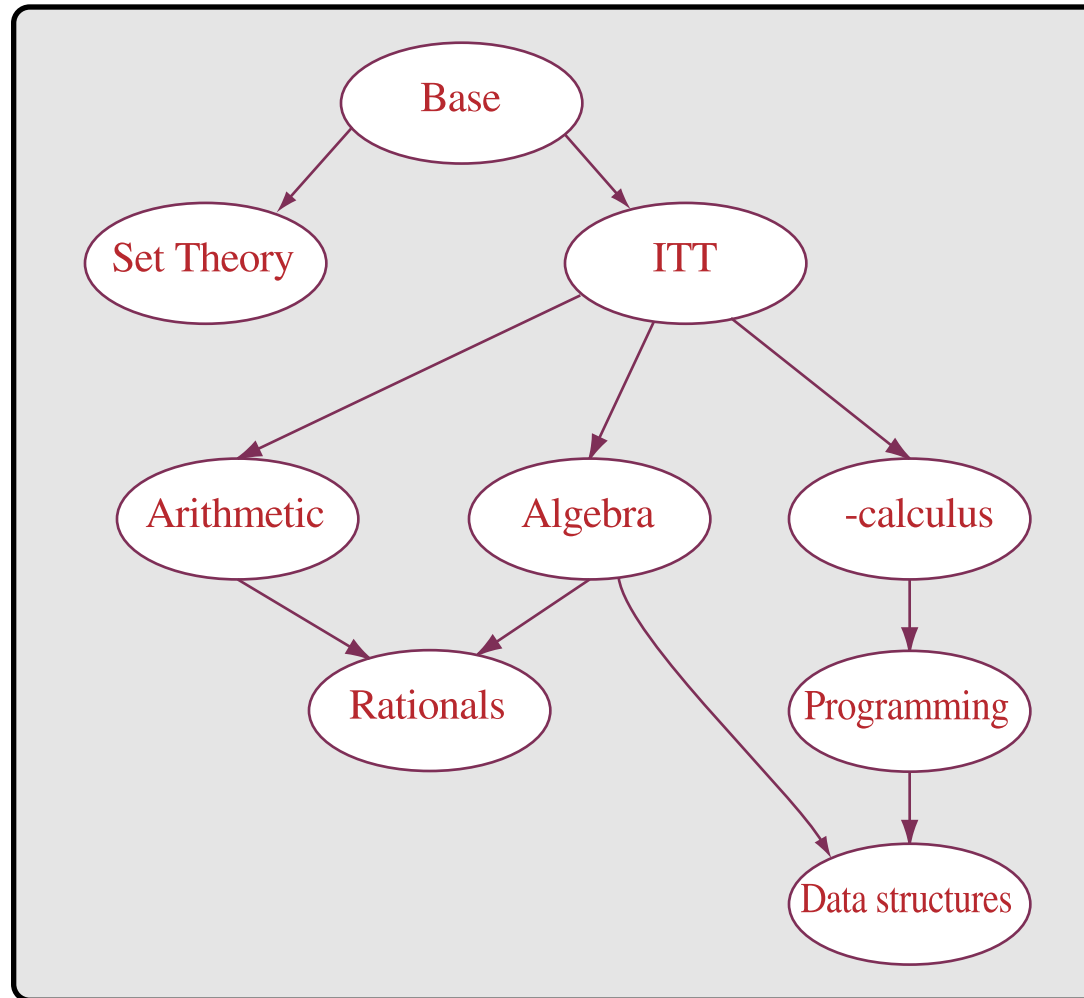 Base
Set Theory
ITT
Arithmetic
Algebra
-calculus
Rationals
Programming
Data structures